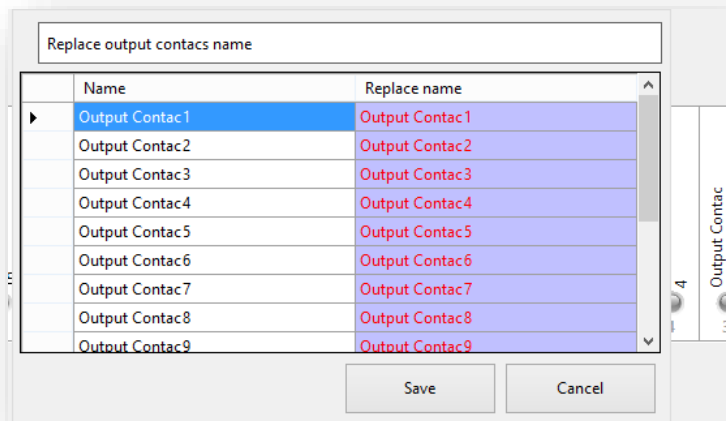 Replace output contacs name
Name Replace name
Output Contac1 Output Contac1
Output Contac2 Output Contac2
Output Contac3 Output Contac3
Output Contac4 Output Contac4
Output Contac5 Output Contac5
Output Contac6 Output Contac6
Output Contac7 Output Contac7
Output Contac8 Output Contac8
Output Contac9 Output Contac9
Save Cancel
4
Output Contac